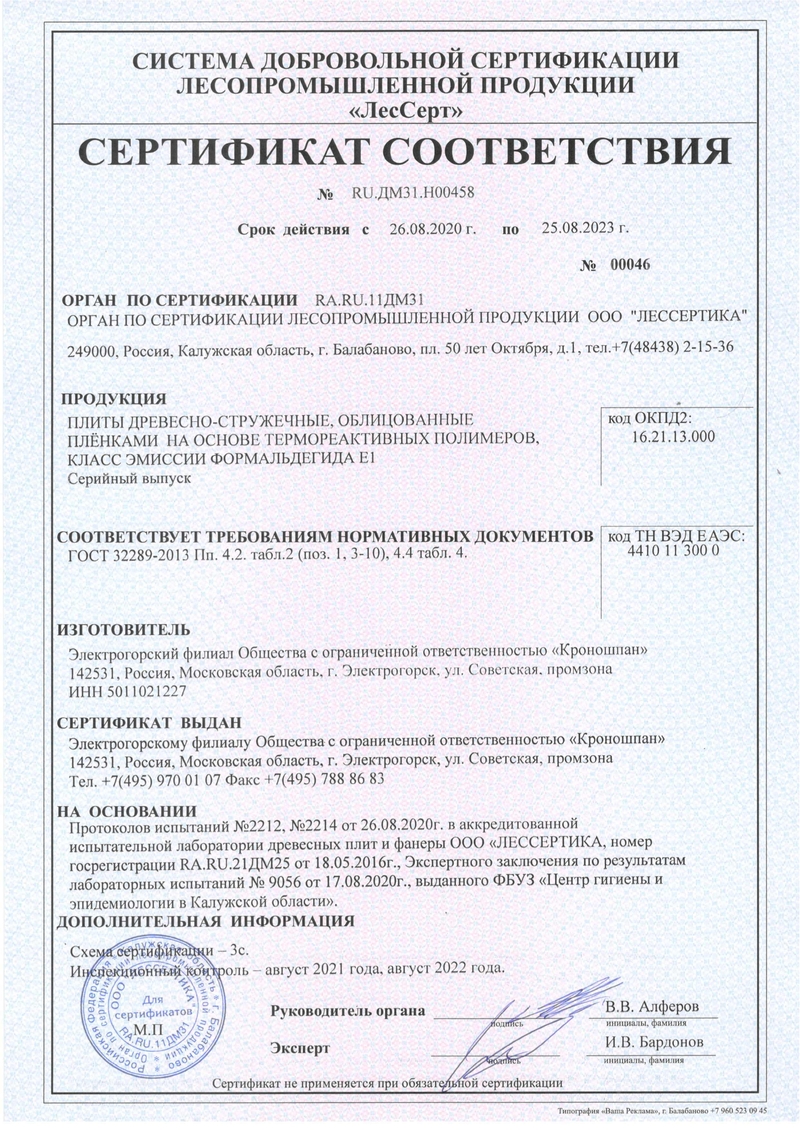 СИСТЕМА ДОБРОВОЛЬНОЙ СЕРТИФИКАЦИИ
ЛЕСОПРОМЫШЛЕННОЙ ПРОДУКЦИИ
«ЛесСерт»
СЕРТИФИКАТ СООТВЕТСТВИЯ
№ RU.ДМ31.Н00458
Срок действия с 26.08.2020 г. по 25.08.2023 г.
№ 00046
ОРГАН ПО СЕРТИФИКАЦИИ RA.RU.11ДМ31
ОРГАН ПО СЕРТИФИКАЦИИ ЛЕСОПРОМЫШЛЕННОЙ ПРОДУКЦИИ ООО "ЛЕССЕРТИКА"
249000, Россия, Калужская область, г. Балабаново, пл. 50 лет Октября, д.1, тел.+7(48438) 2-15-36
ПРОДУКЦИЯ
ПЛИТЫ ДРЕВЕСНО-СТРУЖЕЧНЫЕ, ОБЛИЦОВАННЫЕ
ПЛЁНКАМИ НА ОСНОВЕ ТЕРМОРЕАКТИВНЫХ ПОЛИМЕРОВ,
КЛАСС ЭМИССИИ ФОРМАЛЬДЕГИДА Е1
Серийный выпуск
код ОКПД2:
16.21.13.000
СООТВЕТСТВУЕТ ТРЕБОВАНИЯМ НОРМАТИВНЫХ ДОКУМЕНТОВ
ГОСТ 32289-2013 Пп. 4.2. табл.2 (поз. 1, 3-10), 4.4 табл. 4.
код ТН ВЭД ЕАЭС:
4410 11 300 0
ИЗГОТОВИТЕЛЬ
Электрогорский филиал Общества с ограниченной ответственностью «Кроношпан»
142531, Россия, Московская область, г. Электрогорск, ул. Советская, промзона
ИНН 5011021227
СЕРТИФИКАТ ВЫДАН
Электрогорскому филиалу Общества с ограниченной ответственностью «Кроношпан»
142531, Россия, Московская область, г. Электрогорск, ул. Советская, промзона
Тел. +7(495) 970 01 07 Факс +7(495) 788 86 83
НА ОСНОВАНИИ
Протоколов испытаний №2212, №2214 от 26.08.2020г. в аккредитованной
испытательной лаборатории древесных плит и фанеры ООО «ЛЕССЕРТИКА, номер
госрегистрации RA.RU.21ДМ25 от 18.05.2016г., Экспертного заключения по результатам
лабораторных испытаний № 9056 от 17.08.2020г., выданного ФБУЗ «Центр гигиены и
эпидемиологии в Калужской области».
ДОПОЛНИТЕЛЬНАЯ ИНФОРМАЦИЯ
Схема сертификации – 3с.
Инспекционный контроль – август 2021 года, август 2022 года.
Российская Федерация * Калужская область * г. Балабаново
Орган по сертификации лесопромышленной продукции
ООО "ЛЕССЕРТИКА"
Для
сертификатов
RA.RU.11ДМ31
М.П
Руководитель органа
подпись
В.В. Алферов
инициалы, фамилия
Эксперт
подпись
И.В. Бардонов
инициалы, фамилия
Сертификат не применяется при обязательной сертификации
Типография «Ваша Реклама», г. Балабаново +7 960 523 09 45